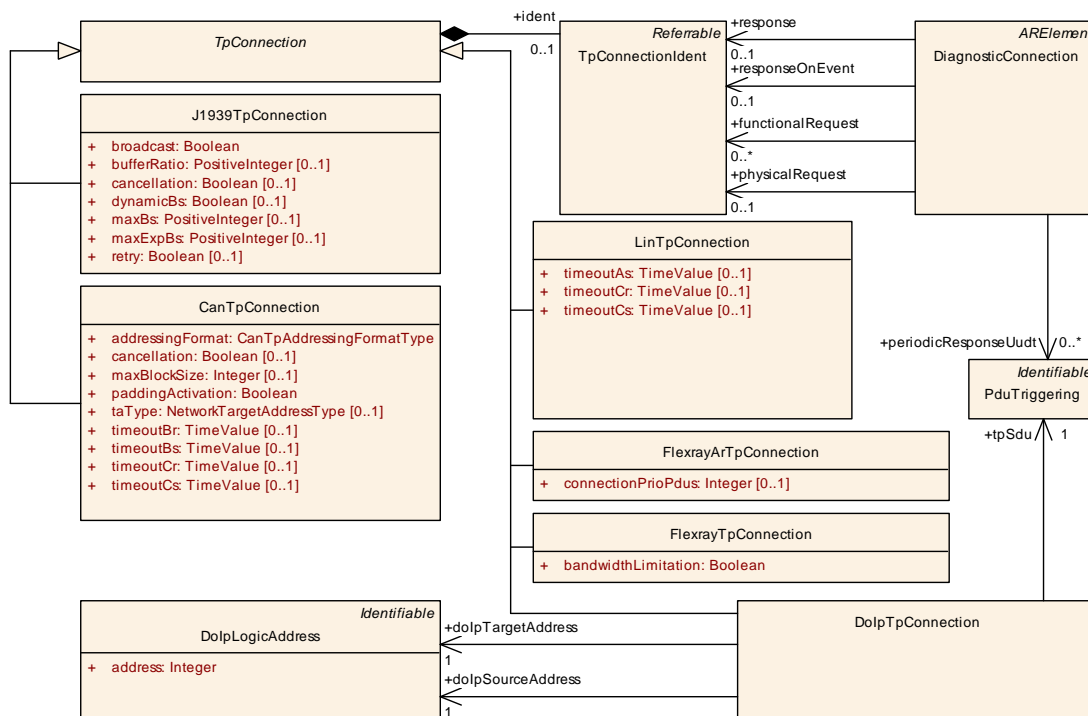 TpConnection
+ident
0..1
Referrable
TpConnectionIdent
+response
0..1
+responseOnEvent
0..1
+functionalRequest
0..*
+physicalRequest
0..1
ARElemen
DiagnosticConnection
J1939TpConnection
+ broadcast: Boolean
+ bufferRatio: PositiveInteger [0..1]
+ cancellation: Boolean [0..1]
+ dynamicBs: Boolean [0..1]
+ maxBs: PositiveInteger [0..1]
+ maxExpBs: PositiveInteger [0..1]
+ retry: Boolean [0..1]
LinTpConnection
+ timeoutAs: TimeValue [0..1]
+ timeoutCr: TimeValue [0..1]
+ timeoutCs: TimeValue [0..1]
CanTpConnection
+ addressingFormat: CanTpAddressingFormatType
+ cancellation: Boolean [0..1]
+ maxBlockSize: Integer [0..1]
+ paddingActivation: Boolean
+ taType: NetworkTargetAddressType [0..1]
+ timeoutBr: TimeValue [0..1]
+ timeoutBs: TimeValue [0..1]
+ timeoutCr: TimeValue [0..1]
+ timeoutCs: TimeValue [0..1]
+periodicResponseUudt
0..*
Identifiable
PduTriggering
+tpSdu
1
FlexrayArTpConnection
+ connectionPrioPdus: Integer [0..1]
FlexrayTpConnection
+ bandwidthLimitation: Boolean
Identifiable
DoIpLogicAddress
+ address: Integer
+doIpTargetAddress
1
+doIpSourceAddress
1
DoIpTpConnection